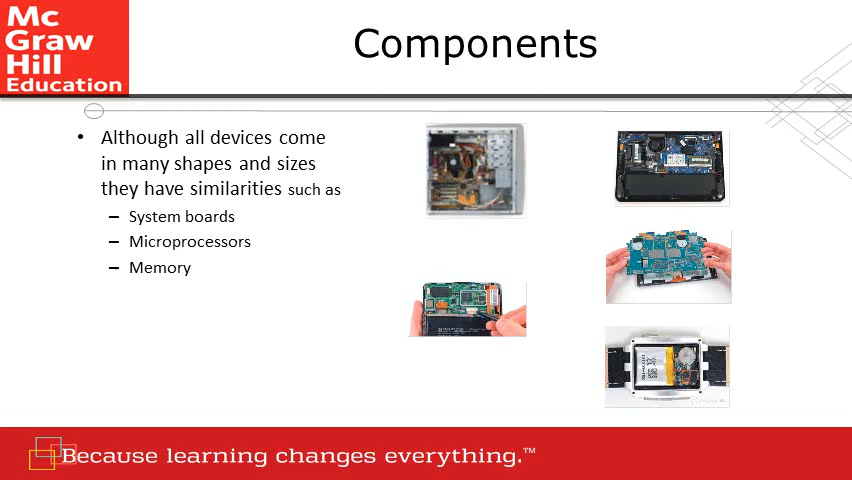 Mc
Graw
Hill
Education
Components
• Although all devices come
in many shapes and sizes
they have similarities such as
– System boards
– Microprocessors
– Memory
Because learning changes everything.™